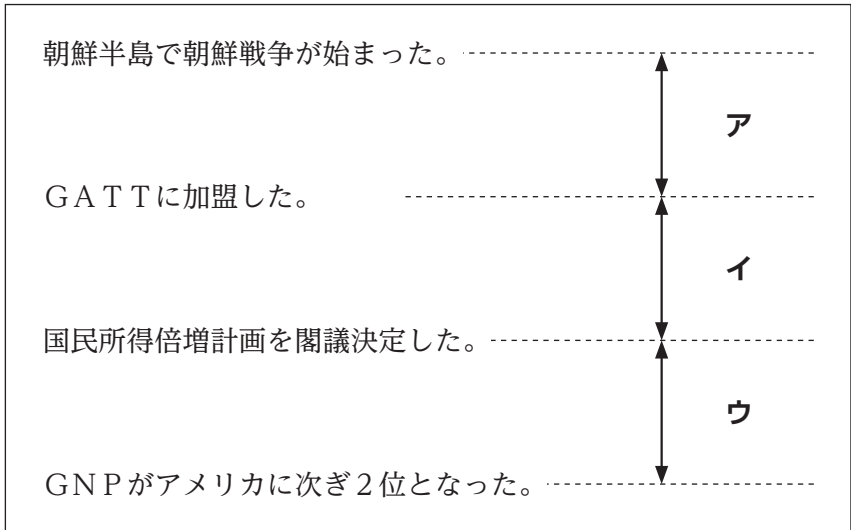 朝鮮半島で朝鮮戦争が始まった。
ア
ＧＡＴＴに加盟した。
イ
国民所得倍増計画を閣議決定した。
ウ
ＧＮＰがアメリカに次ぎ２位となった。